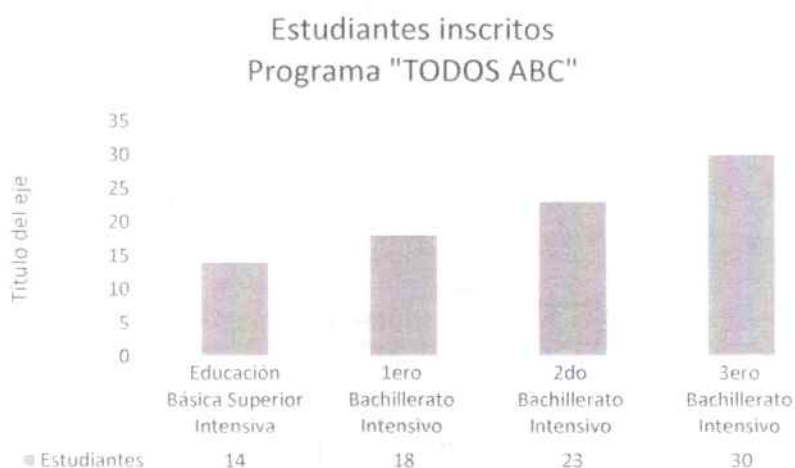 Estudiantes inscritos
Programa "TODOS ABC"
Título del eje
35
30
25
20
15
10
5
0
Educación Básica Superior Intensiva
1ero Bachillerato Intensivo
2do Bachillerato Intensivo
3ero Bachillerato Intensivo
Estudiantes 14 18 23 30